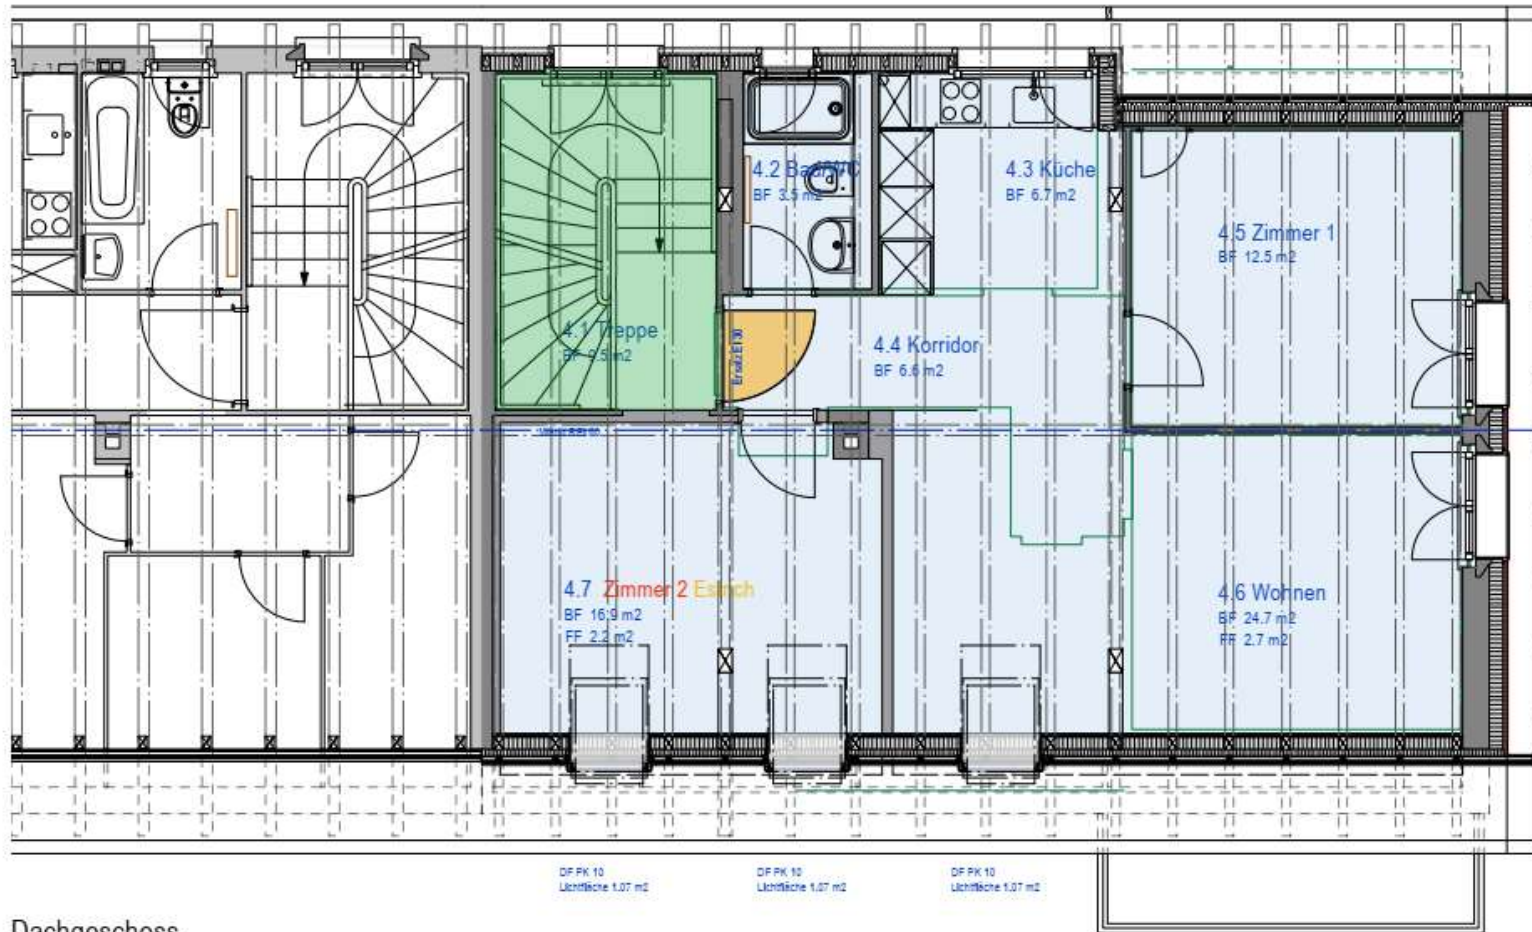 4.2 Bad/WC
BF 3.5 m2
4.3 Küche
BF 6.7 m2
4.5 Zimmer 1
BF 12.5 m2
4.1 Treppe
BF 9.5 m2
Ersatz EI 30
4.4 Korridor
BF 6.6 m2
4.7 Zimmer 2 Estrich
BF 16.9 m2
FF 2.2 m2
4.6 Wohnen
BF 24.7 m2
FF 2.7 m2
DF PK 10
Lichtfläche 1.07 m2
DF PK 10
Lichtfläche 1.07 m2
DF PK 10
Lichtfläche 1.07 m2
Dachgeschoss